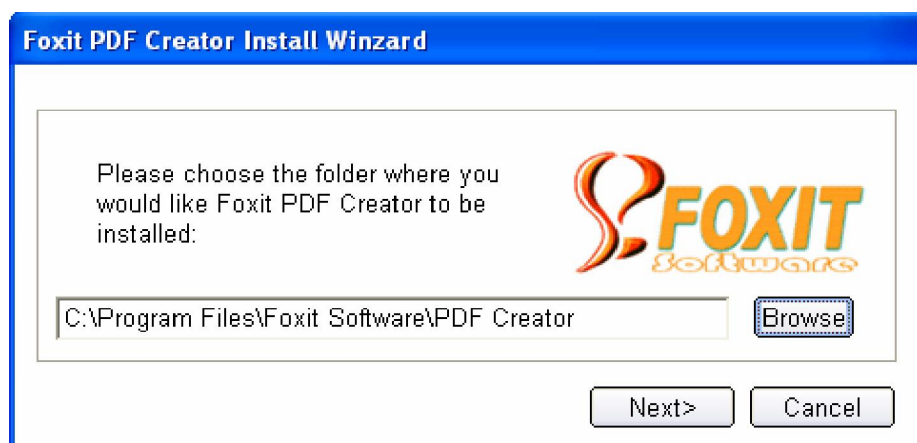 Foxit PDF Creator Install Winzard
Please choose the folder where you
would like Foxit PDF Creator to be
installed:
FOXIT
Software
C:\Program Files\Foxit Software\PDF Creator
Browse
Next>
Cancel